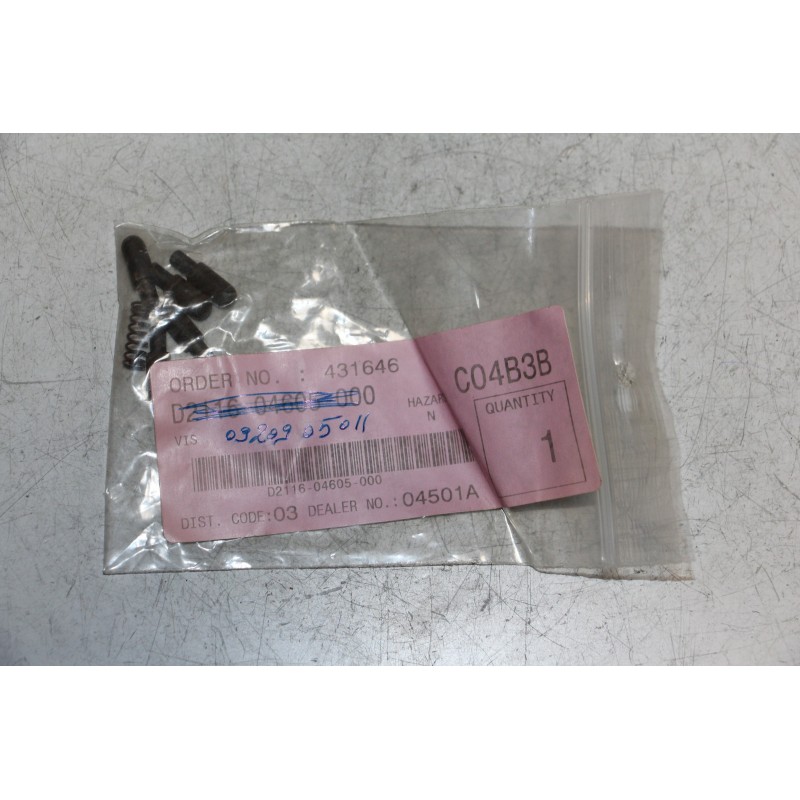 ORDER NO. : 431646
C04B3B
D2116-04605-000
HAZAR
N
QUANTITY
1
VIS
09209 05011
D2116-04605-000
DIST. CODE:03 DEALER NO.:04501A